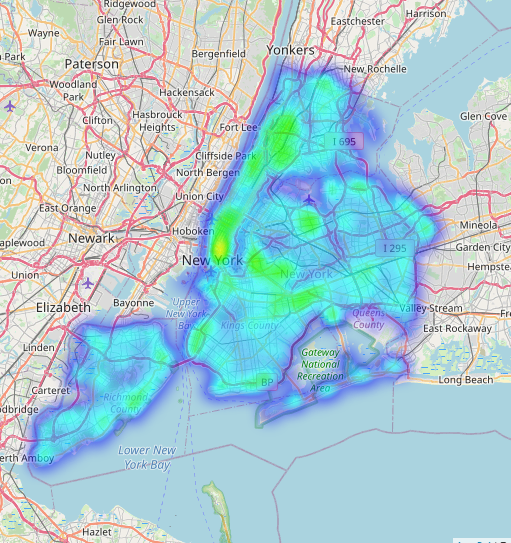 Ridgewood
Glen Rock
Harrison
Eastchester
Wayne
Fair Lawn
Yonkers
Bergenfield
Park
Paterson
New Rochelle
Woodland
Park
Hackensack
Clifton
Hasbrouck
Heights
Fort Lee
Glen Cove
I 695
Verona
Nutley
Cliffside Park
Bloomfield
North Bergen
North Arlington
Union City
East Orange
Mineola
Hoboken
Newark
aplewood
I 295
Garden City
New York
Hempste
Union
New York
Bayonne
Upper
New York
Bay
Elizabeth
Valley Stream
Queens
County
Kings County
East Rockaway
Linden
Gateway
National
Recreation
Area
Carteret
BP
Long Beach
Richmond
County
odbridge
erth Amboy
Lower New
York Bay
Hazlet